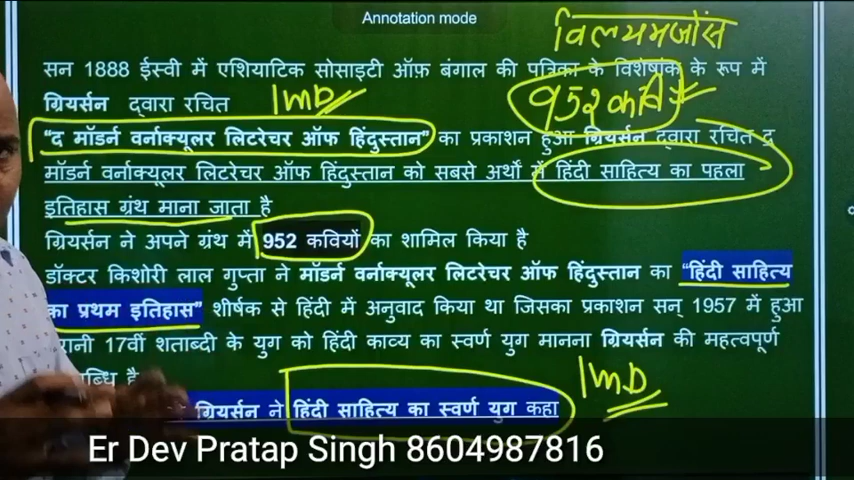 Annotation mode
विल्यमजोंस
सन 1888 ईस्वी में एशियाटिक सोसाइटी ऑफ़ बंगाल की पत्रिका के विशेषांक के रूप में
ग्रियर्सन द्वारा रचित IMP 952 कवि
"द मॉडर्न वर्नाक्यूलर लिटरेचर ऑफ हिंदुस्तान" का प्रकाशन हुआ ग्रियर्सन द्वारा रचित द
मॉडर्न वर्नाक्यूलर लिटरेचर ऑफ हिंदुस्तान को सबसे अर्थों में हिंदी साहित्य का पहला
इतिहास ग्रंथ माना जाता है
ग्रियर्सन ने अपने ग्रंथ में 952 कवियों का शामिल किया है
डॉक्टर किशोरी लाल गुप्ता ने मॉडर्न वर्नाक्यूलर लिटरेचर ऑफ हिंदुस्तान का "हिंदी साहित्य
का प्रथम इतिहास" शीर्षक से हिंदी में अनुवाद किया था जिसका प्रकाशन सन् 1957 में हुआ
17वीं शताब्दी के युग को हिंदी काव्य का स्वर्ण युग मानना ग्रियर्सन की महत्वपूर्ण
है IMP
ग्रियर्सन ने हिंदी साहित्य का स्वर्ण युग कहा
Er Dev Pratap Singh 8604987816